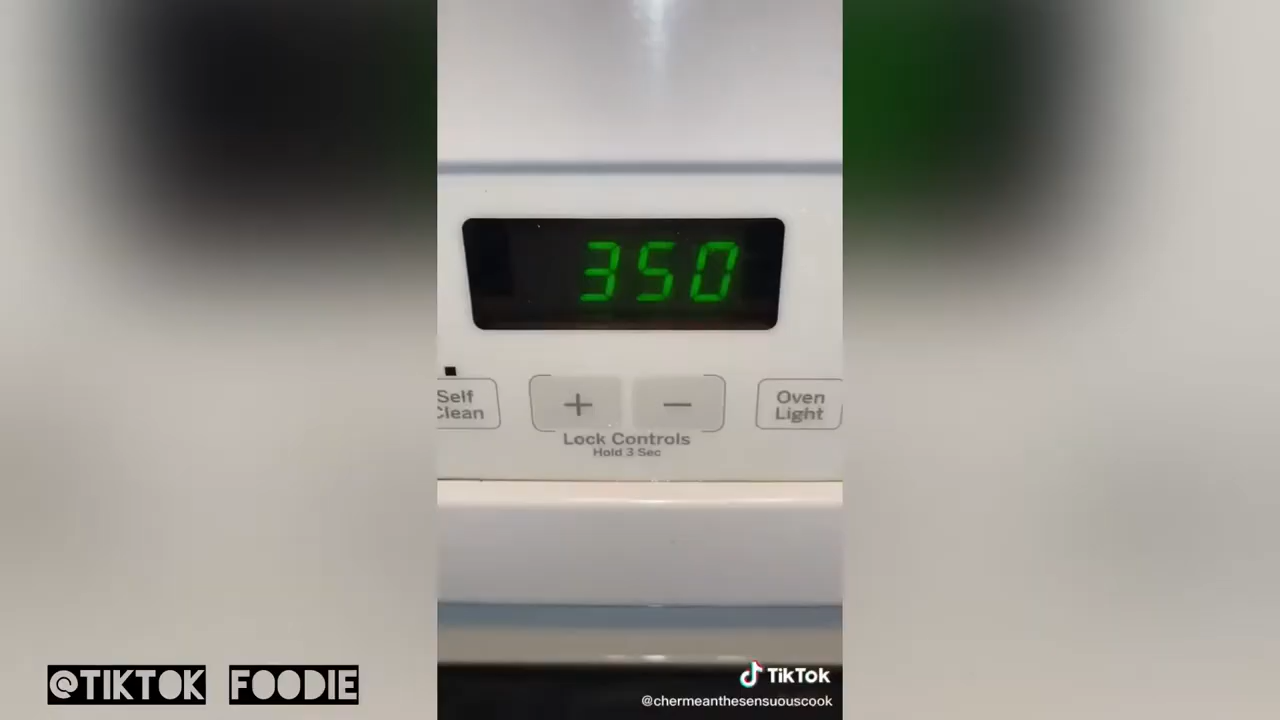 350
Self
Clean
+ −
Oven
Light
Lock Controls
Hold 3 Sec
TikTok
@chermeanthesensuouscook
@TIKTOK FOODIE